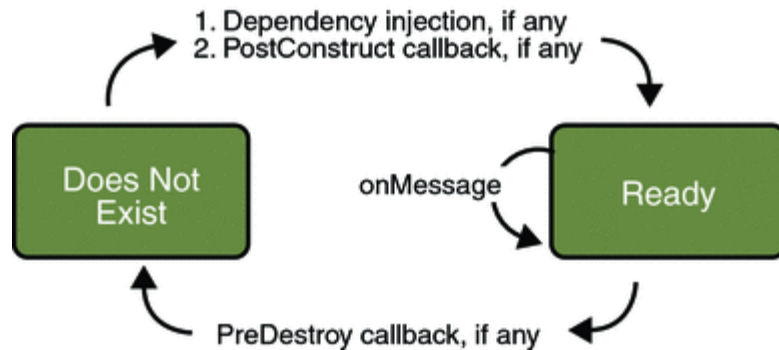 1. Dependency injection, if any
2. PostConstruct callback, if any
Does Not
Exist
onMessage
Ready
PreDestroy callback, if any